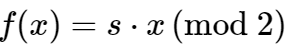 f(x) = s · x (mod 2)